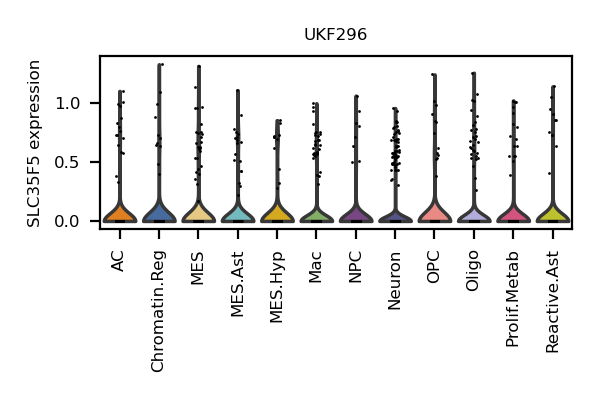 UKF296
SLC35F5 expression
1.0
0.5
0.0
AC
Chromatin.Reg
MES
MES.Ast
MES.Hyp
Mac
NPC
Neuron
OPC
Oligo
Prolif.Metab
Reactive.Ast